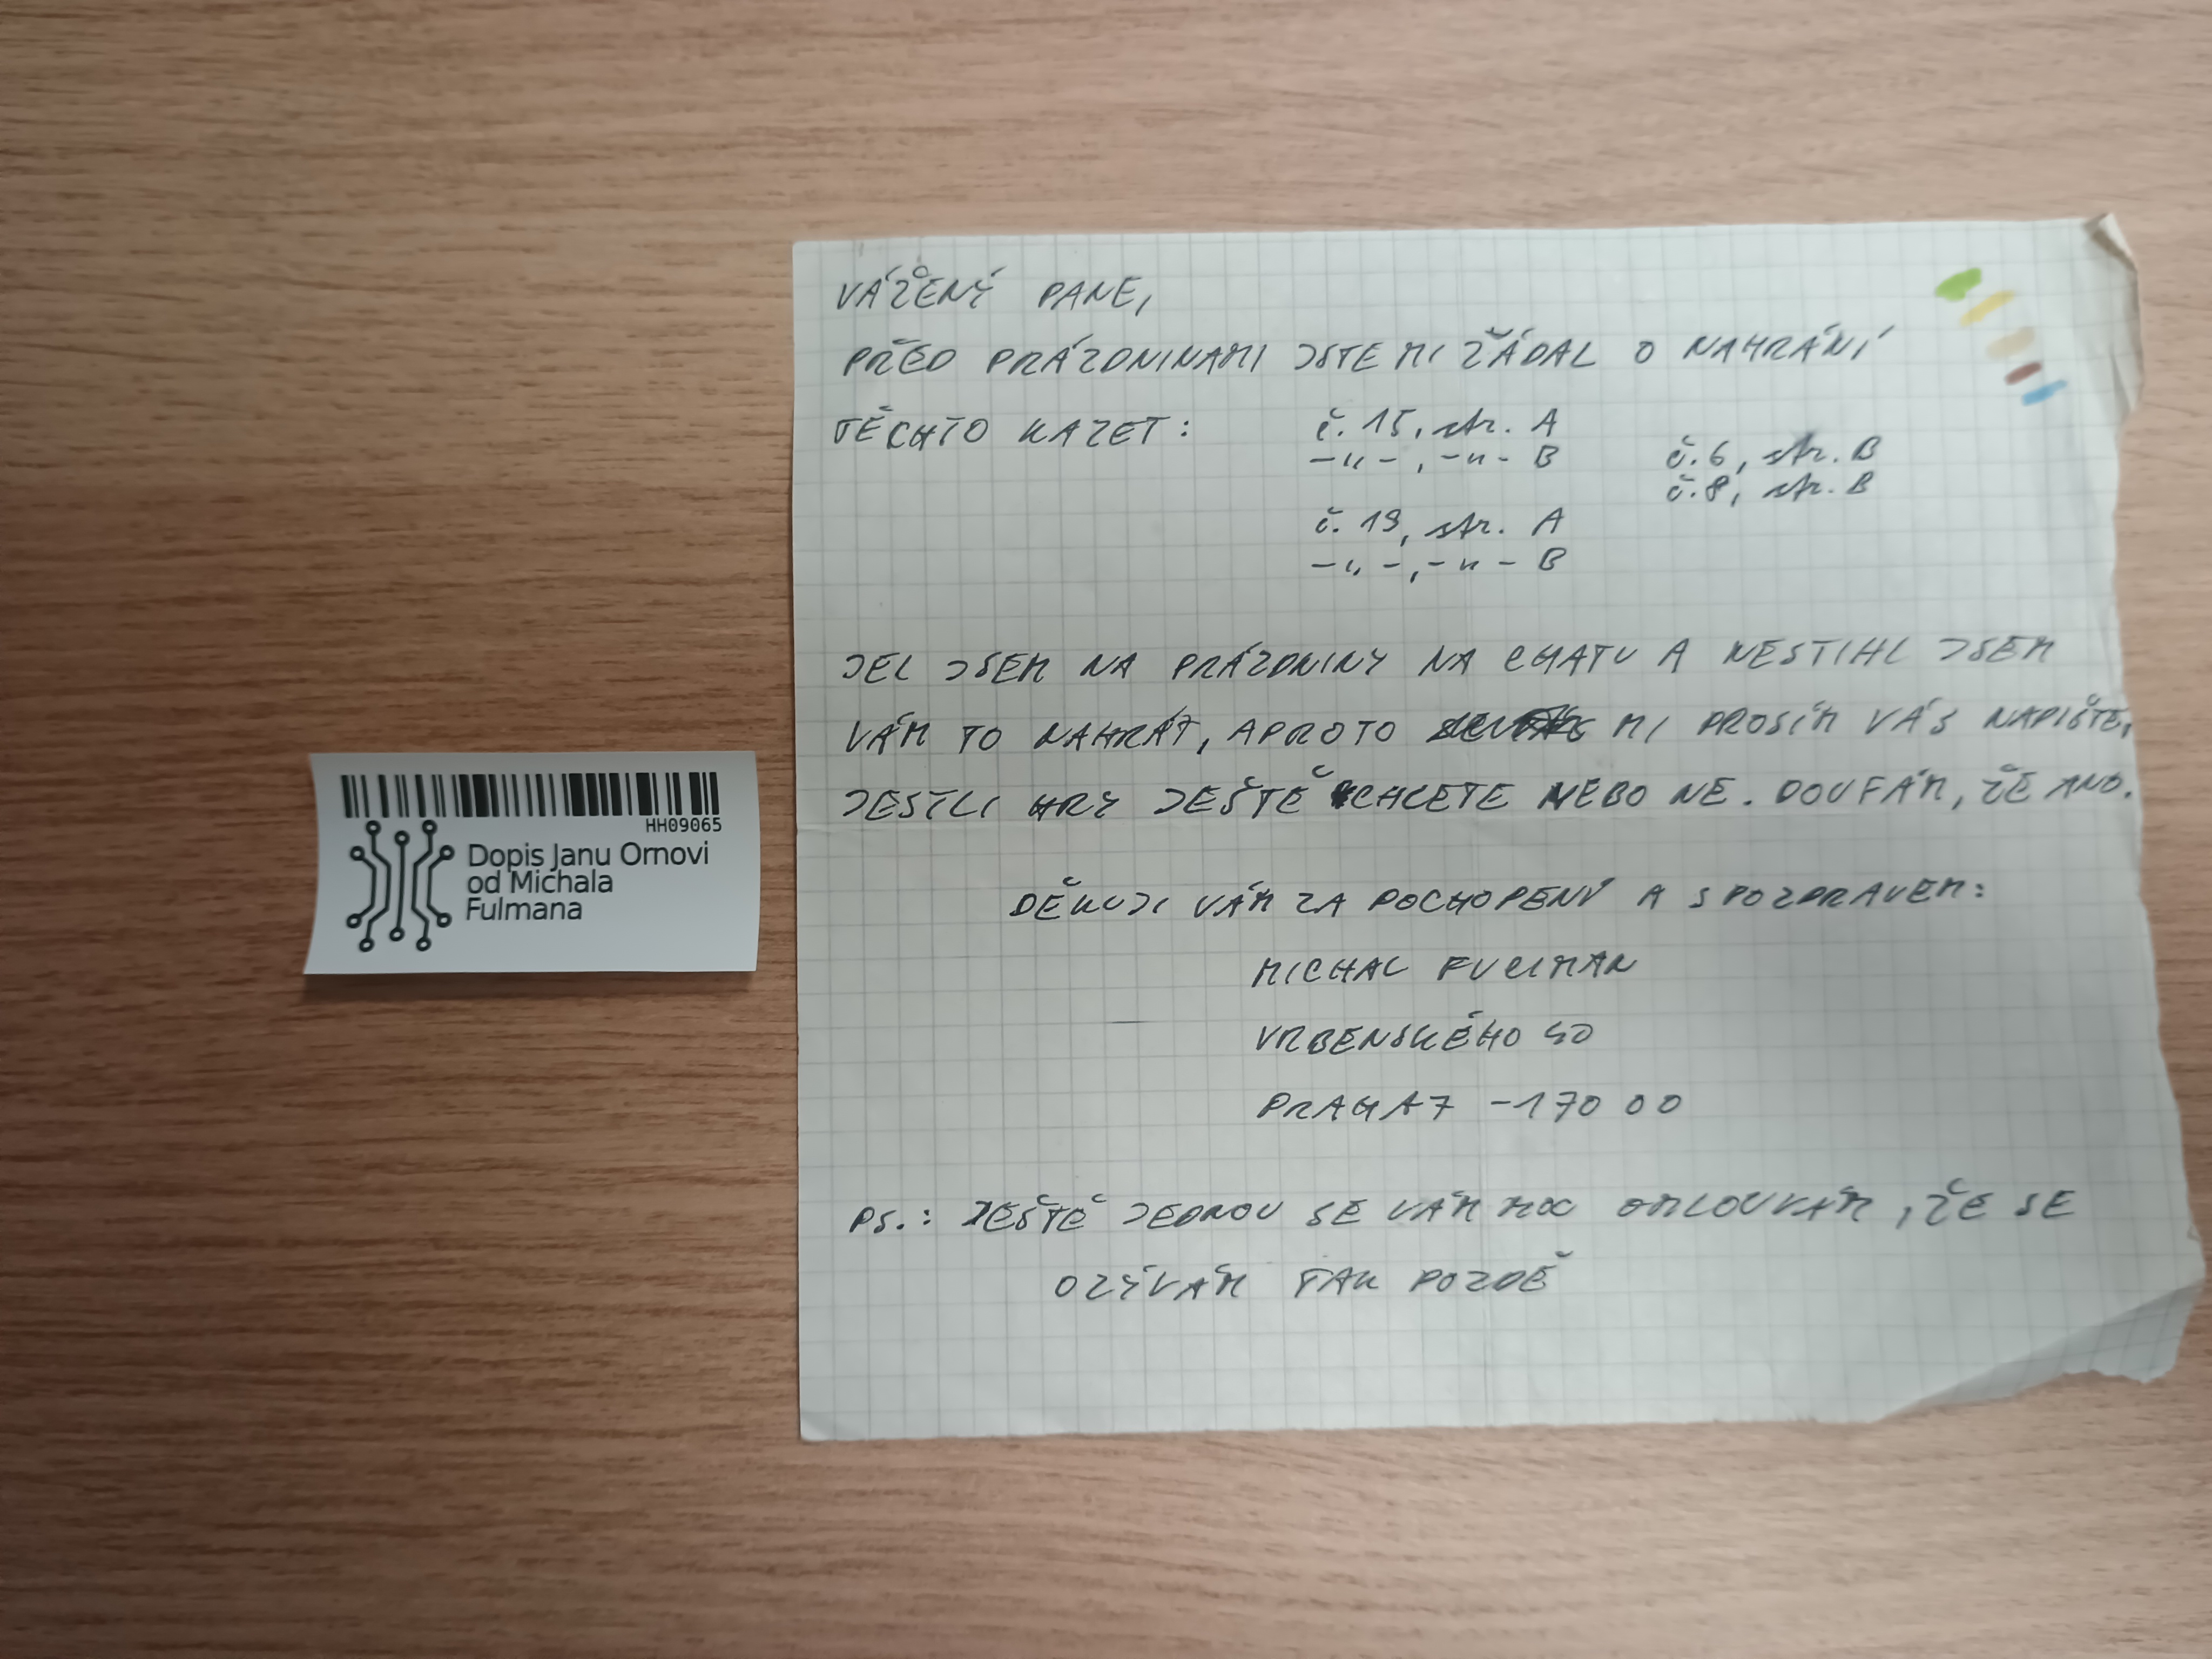 VÁŽENÝ PANE,
PŘED PRÁZDNINAMI JSTE MI ŽÁDAL O NAHRÁNÍ
TĚCHTO KAZET:
č. 15, str. A
-„-, -„- B
č. 6, str. B
č. 8, str. B
č. 19, str. A
-„-, -„- B
JEL JSEM NA PRÁZDNINY NA CHATU A NESTIHL JSEM
VÁM TO NAHRÁT, A PROTO MI PROSÍM VÁS NAPIŠTE,
JESTLI HRY JEŠTĚ CHCETE NEBO NE. DOUFÁM, ŽE ANO.
DĚKUJI VÁM ZA POCHOPENÝ A S POZDRAVEM:
MICHAL FULMAN
VRBENSKÉHO 40
PRAHA 7 - 170 00
PS.: JEŠTĚ JEDNOU SE VÁM MOC OMLOUVÁM, ŽE SE
OZÝVÁM TAK POZDĚ
HH09065
Dopis Janu Ornovi
od Michala
Fulmana